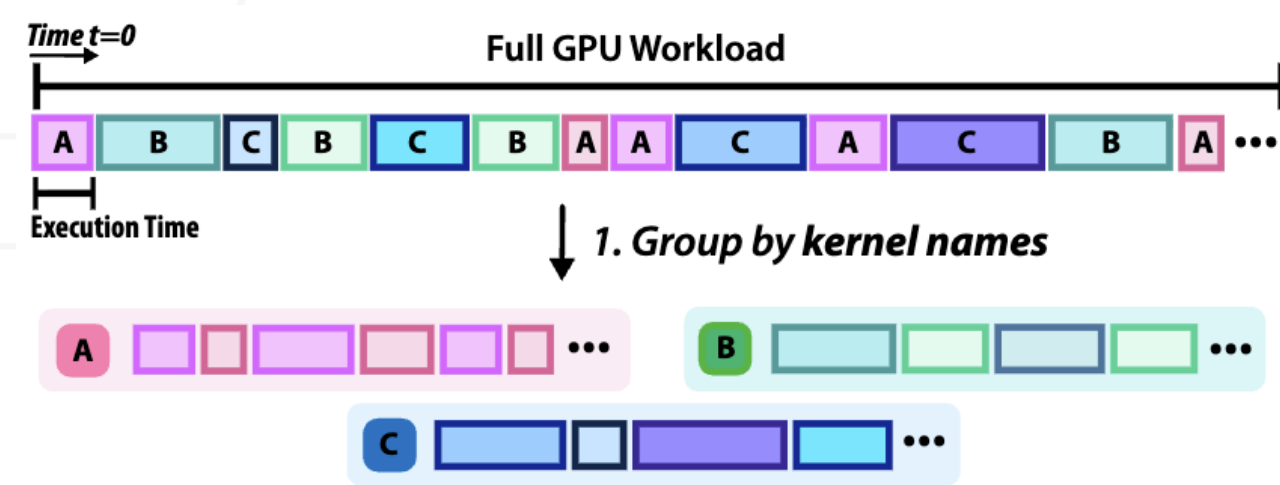 Time t=0
Full GPU Workload
A B C B C B A A C A C B A •••
Execution Time
1. Group by kernel names
A •••
B •••
C •••